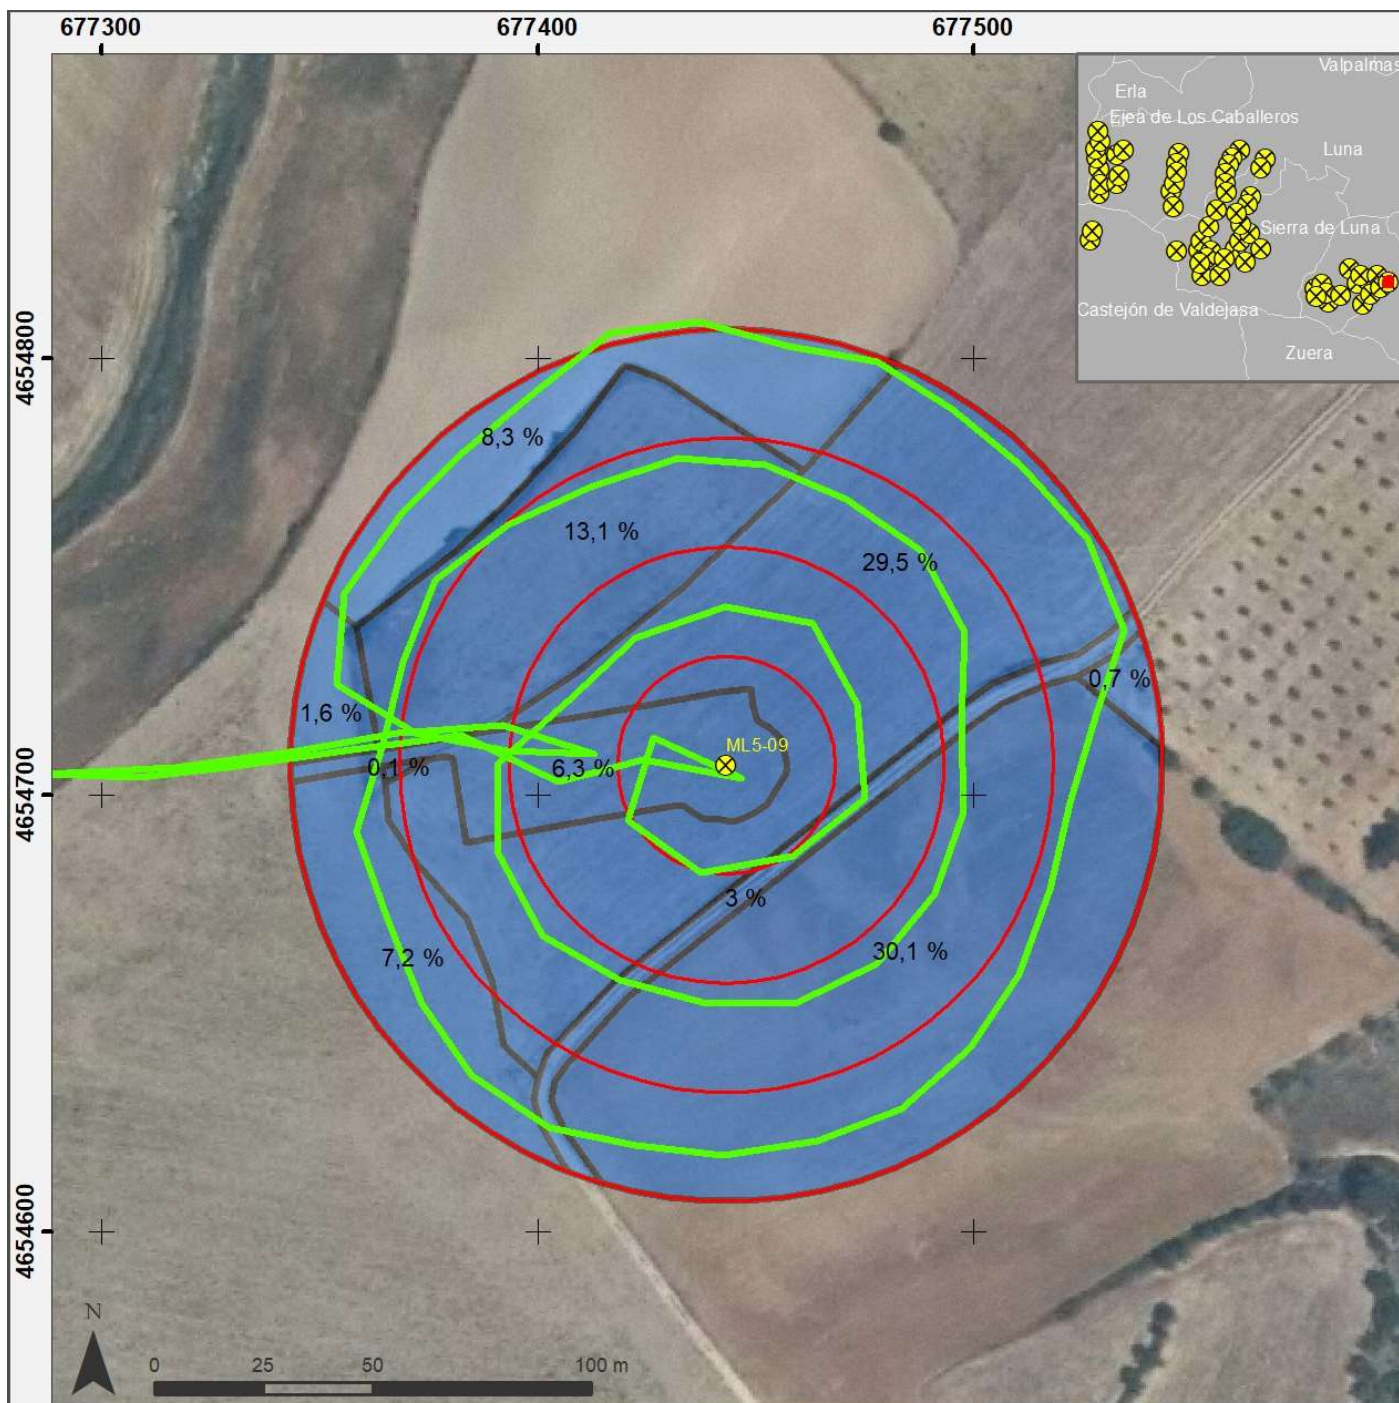 677300
677400
677500
Valpalmas
Erla
Ejea de Los Caballeros
Luna
Sierra de Luna
Castejón de Valdejasa
Zuera
4654800
4654700
4654600
8,3 %
13,1 %
29,5 %
0,7 %
1,6 %
ML5-09
0,1 %
6,3 %
3 %
7,2 %
30,1 %
N
0 25 50 100 m